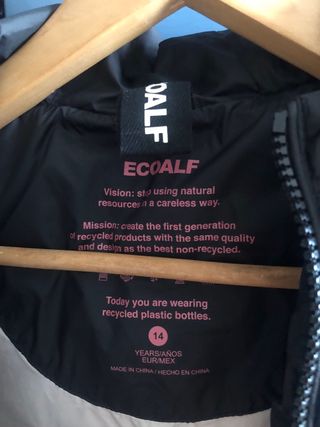 ECOALF
ECOALF
Vision: stop using natural
resources in a careless way.
Mission: create the first generation
of recycled products with the same quality
and design as the best non-recycled.
Today you are wearing
recycled plastic bottles.
14
YEARS/AÑOS
EUR/MEX
MADE IN CHINA / HECHO EN CHINA